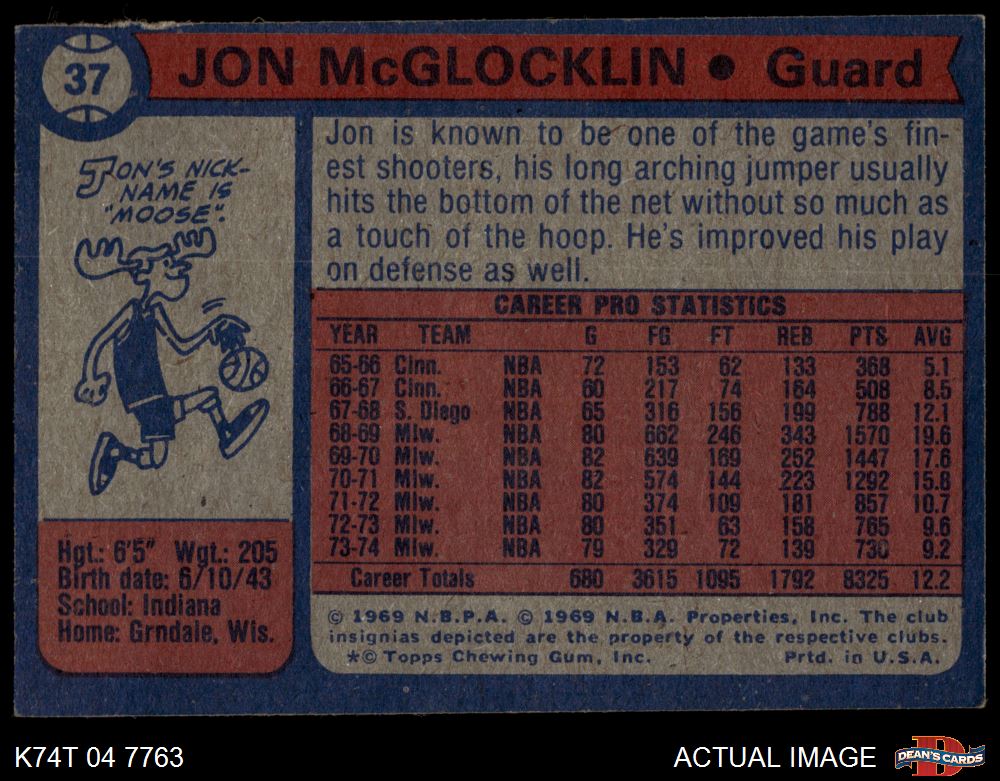 37
JON McGLOCKLIN ● Guard
JON'S NICK-
NAME IS
"MOOSE".
Jon is known to be one of the game's fin-
est shooters, his long arching jumper usually
hits the bottom of the net without so much as
a touch of the hoop. He's improved his play
on defense as well.
CAREER PRO STATISTICS
YEAR TEAM G FG FT REB PTS AVG
65-66 Cinn. NBA 72 153 62 133 368 5.1
66-67 Cinn. NBA 60 217 74 164 508 8.5
67-68 S. Diego NBA 65 316 156 199 788 12.1
68-69 Mlw. NBA 80 662 246 343 1570 19.6
69-70 Mlw. NBA 82 639 169 252 1447 17.6
70-71 Mlw. NBA 82 574 144 223 1292 15.8
71-72 Mlw. NBA 80 374 109 181 857 10.7
72-73 Mlw. NBA 80 351 63 158 765 9.6
73-74 Mlw. NBA 79 329 72 139 730 9.2
Career Totals 680 3615 1095 1792 8325 12.2
Hgt.: 6'5" Wgt.: 205
Birth date: 6/10/43
School: Indiana
Home: Grndale, Wis.
© 1969 N.B.P.A. © 1969 N.B.A. Properties, Inc. The club
insignias depicted are the property of the respective clubs.
*© Topps Chewing Gum, Inc. Prtd. in U.S.A.
K74T 04 7763
ACTUAL IMAGE
D
DEAN'S CARDS